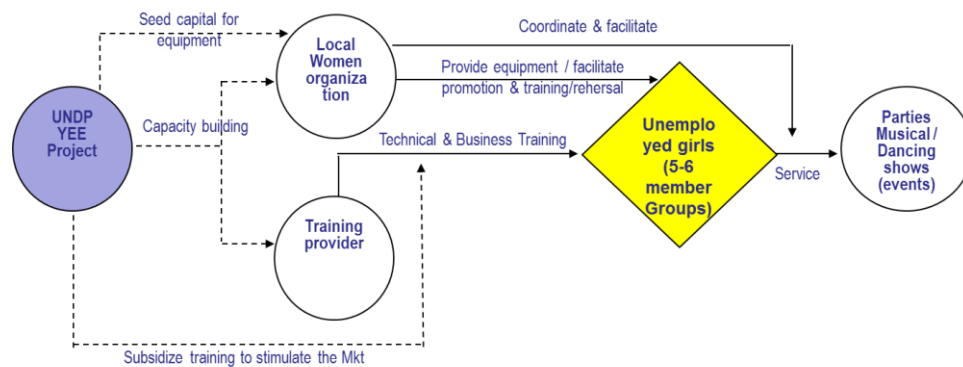 Seed capital for
equipment
Local
Women
organiza
tion
Coordinate & facilitate
Provide equipment / facilitate
promotion & training/rehersal
UNDP
YEE
Project
Capacity building
Technical & Business Training
Unemplo
yed girls
(5-6
member
Groups)
Service
Parties
Musical /
Dancing
shows
(events)
Training
provider
Subsidize training to stimulate the Mkt